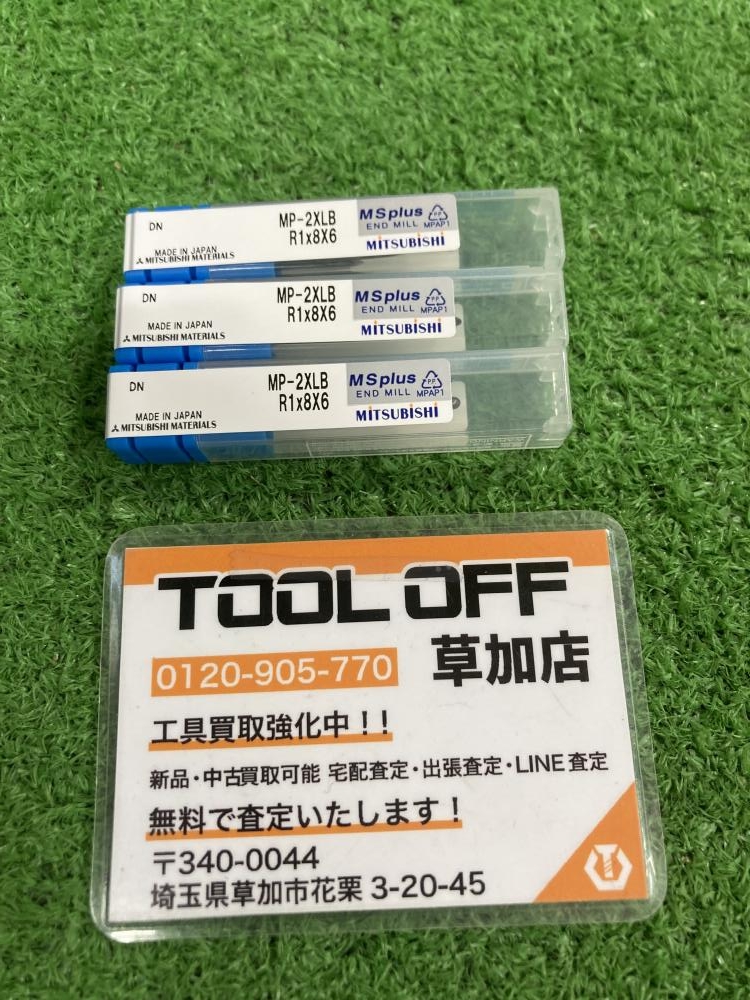 DN
MP-2XLB
R1x8X6
MSplus
END MILL
PP
MPAP1
MITSUBISHI
MADE IN JAPAN
MITSUBISHI MATERIALS
DN
MP-2XLB
R1x8X6
MSplus
END MILL
PP
MPAP1
MITSUBISHI
MADE IN JAPAN
MITSUBISHI MATERIALS
DN
MP-2XLB
R1x8X6
MSplus
END MILL
PP
MPAP1
MITSUBISHI
MADE IN JAPAN
MITSUBISHI MATERIALS
TOOL OFF
0120-905-770 草加店
工具買取強化中!!
新品・中古買取可能 宅配査定・出張査定・LINE査定
無料で査定いたします!
〒340-0044
埼玉県草加市花栗 3-20-45